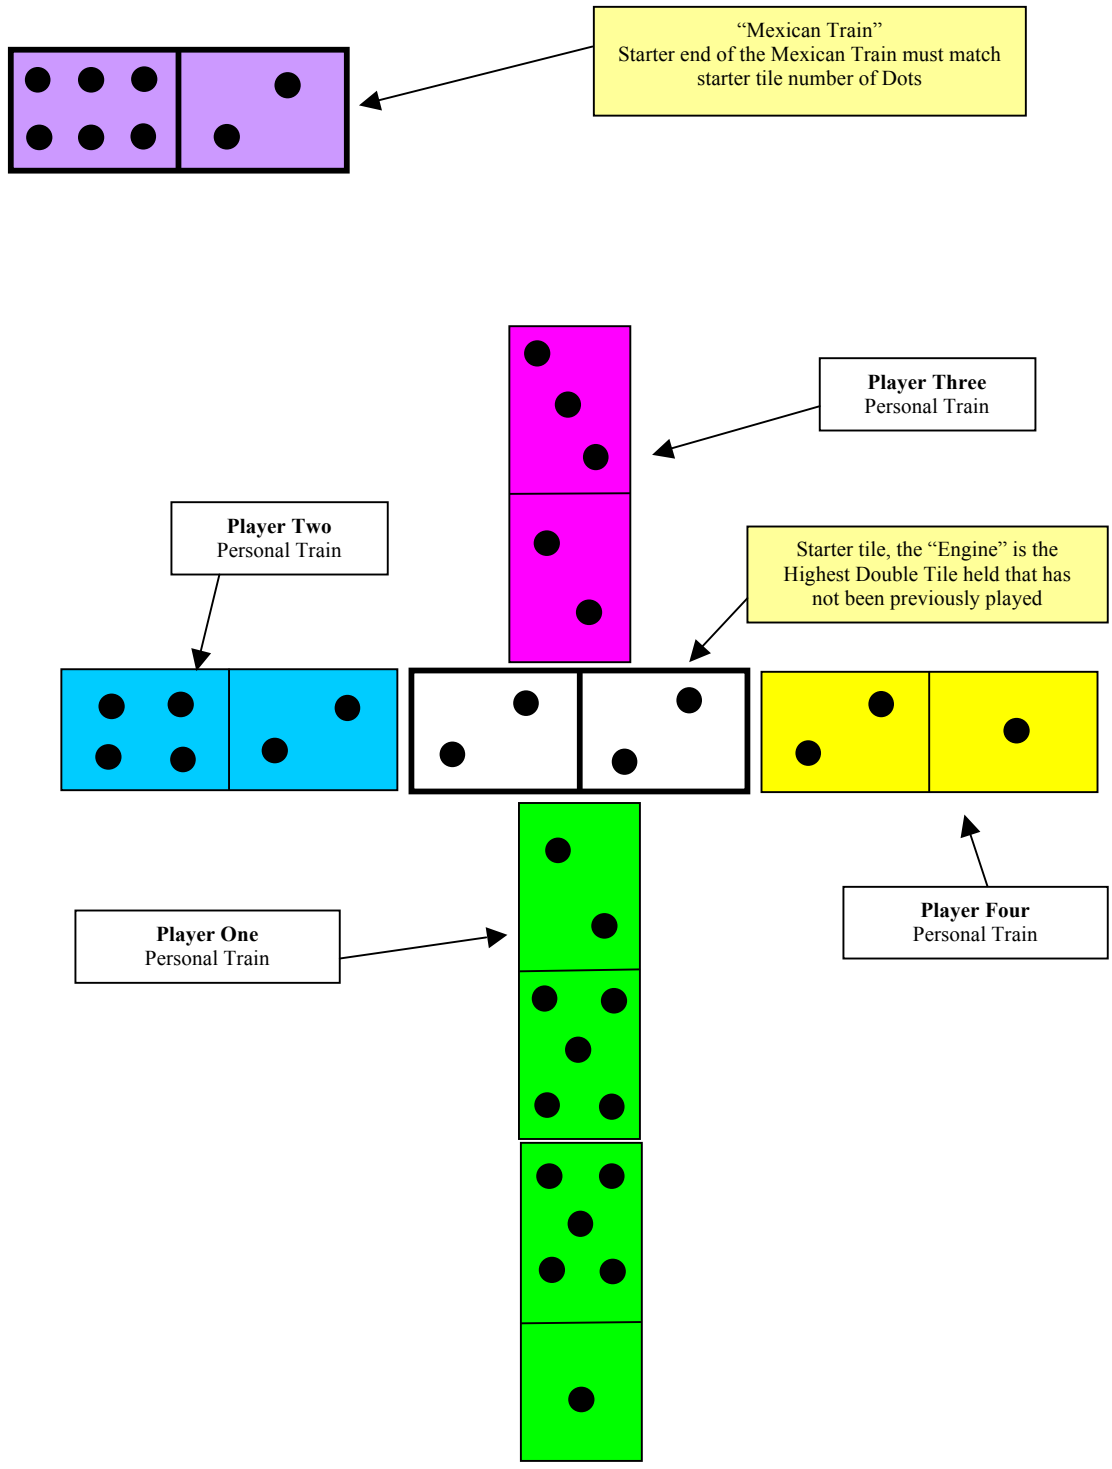 “Mexican Train”
Starter end of the Mexican Train must match
starter tile number of Dots
Player Three
Personal Train
Player Two
Personal Train
Starter tile, the “Engine” is the
Highest Double Tile held that has
not been previously played
Player Four
Personal Train
Player One
Personal Train